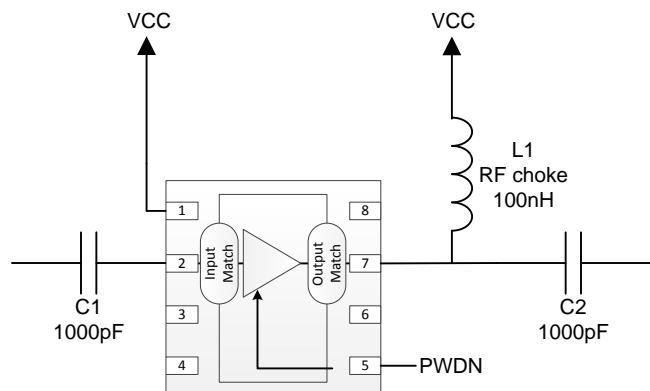 VCC
VCC
L1
RF choke
100nH
1
8
2
Input
Match
Output
Match
7
C1
1000pF
C2
1000pF
3
6
4
5
PWDN